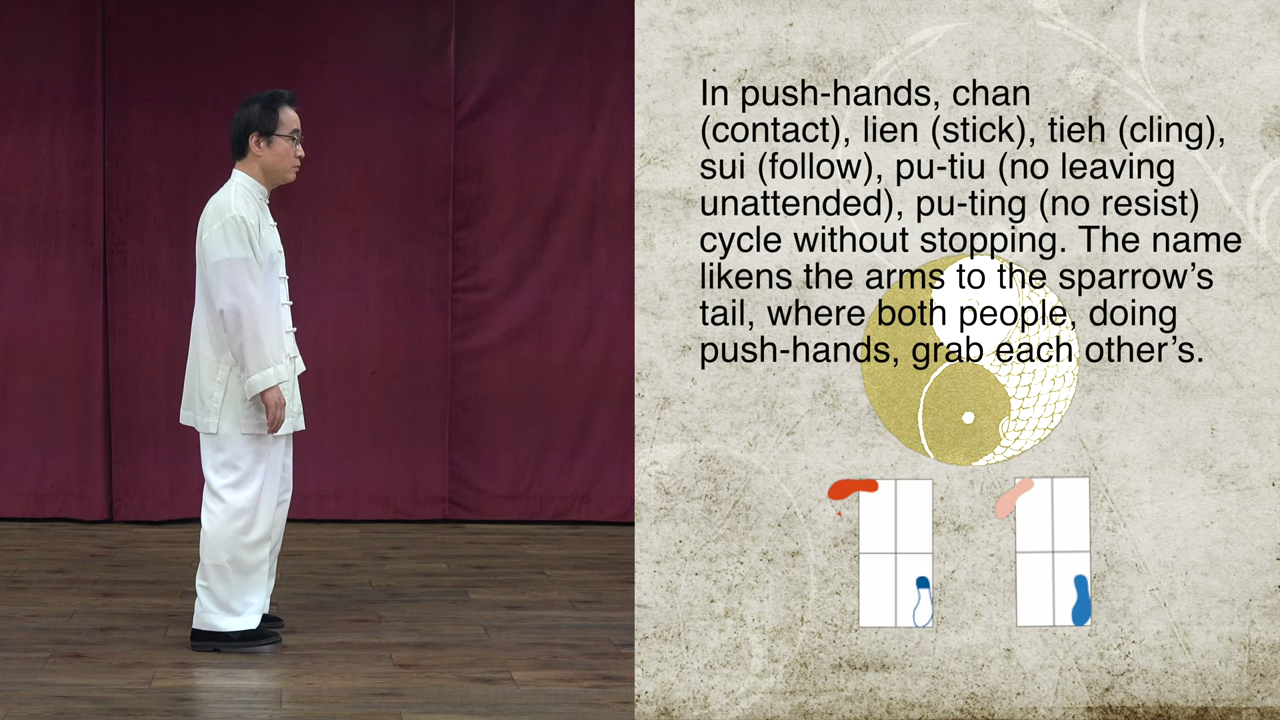 In push-hands, chan
(contact), lien (stick), tieh (cling),
sui (follow), pu-tiu (no leaving
unattended), pu-ting (no resist)
cycle without stopping. The name
likens the arms to the sparrow’s
tail, where both people, doing
push-hands, grab each other’s.